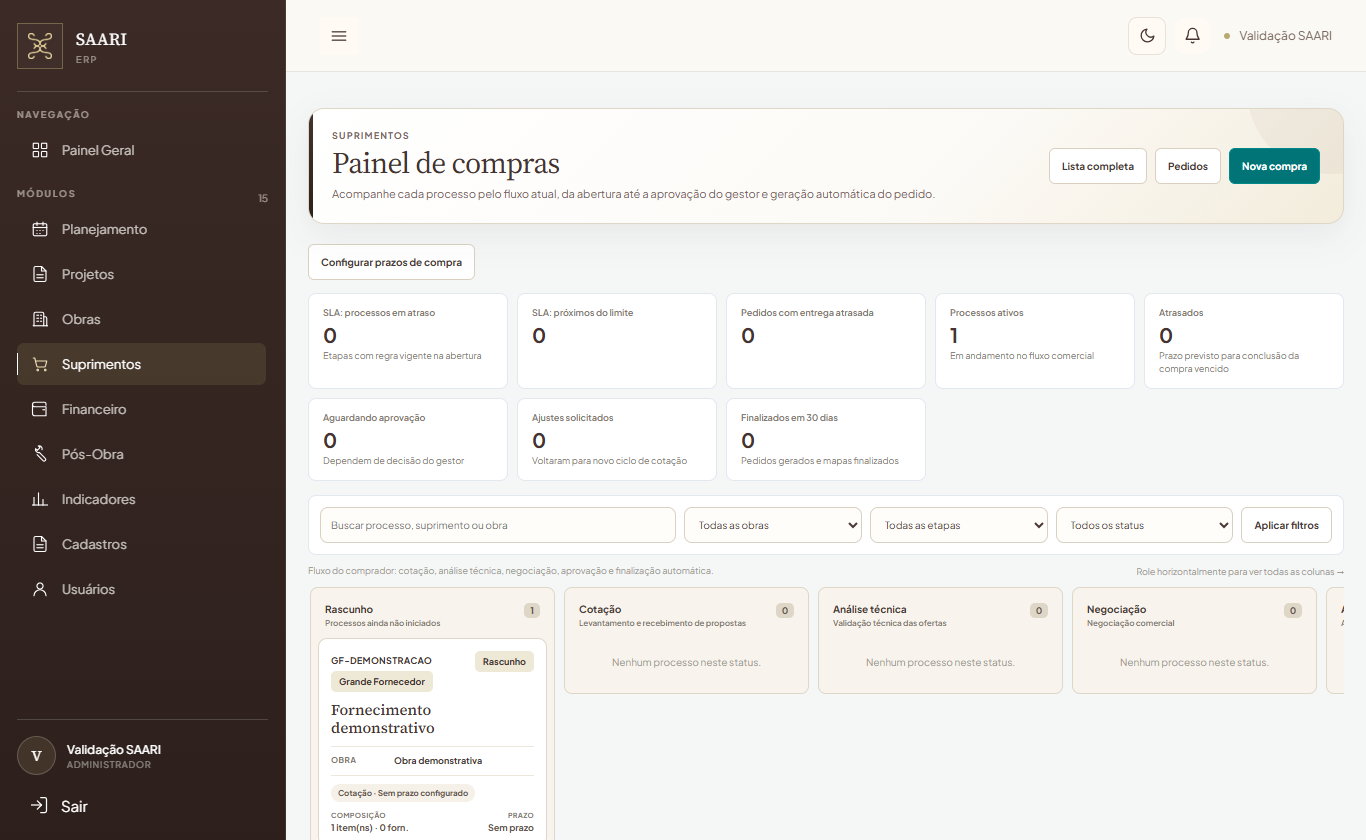 SAARI
ERP
NAVEGAÇÃO
Painel Geral
MÓDULOS
15
Planejamento
Projetos
Obras
Suprimentos
Financeiro
Pós-Obra
Indicadores
Cadastros
Usuários
V
Validação SAARI
ADMINISTRADOR
Sair
Validação SAARI
SUPRIMENTOS
Painel de compras
Acompanhe cada processo pelo fluxo atual, da abertura até a aprovação do gestor e geração automática do pedido.
Lista completa
Pedidos
Nova compra
Configurar prazos de compra
SLA: processos em atraso
0
Etapas com regra vigente na abertura
SLA: próximos do limite
0
Pedidos com entrega atrasada
0
Processos ativos
1
Em andamento no fluxo comercial
Atrasados
0
Prazo previsto para conclusão da
compra vencido
Aguardando aprovação
0
Dependem de decisão do gestor
Ajustes solicitados
0
Voltaram para novo ciclo de cotação
Finalizados em 30 dias
0
Pedidos gerados e mapas finalizados
Buscar processo, suprimento ou obra
Todas as obras
Todas as etapas
Todos os status
Aplicar filtros
Fluxo do comprador: cotação, análise técnica, negociação, aprovação e finalização automática.
Role horizontalmente para ver todas as colunas →
Rascunho
1
Processos ainda não iniciados
GF-DEMONSTRACAO
Rascunho
Grande Fornecedor
Fornecimento
demonstrativo
OBRA
Obra demonstrativa
Cotação · Sem prazo configurado
COMPOSIÇÃO
PRAZO
1 item(ns) · 0 forn.
Sem prazo
Cotação
0
Levantamento e recebimento de propostas
Nenhum processo neste status.
Análise técnica
0
Validação técnica das ofertas
Nenhum processo neste status.
Negociação
0
Negociação comercial
Nenhum processo neste status.